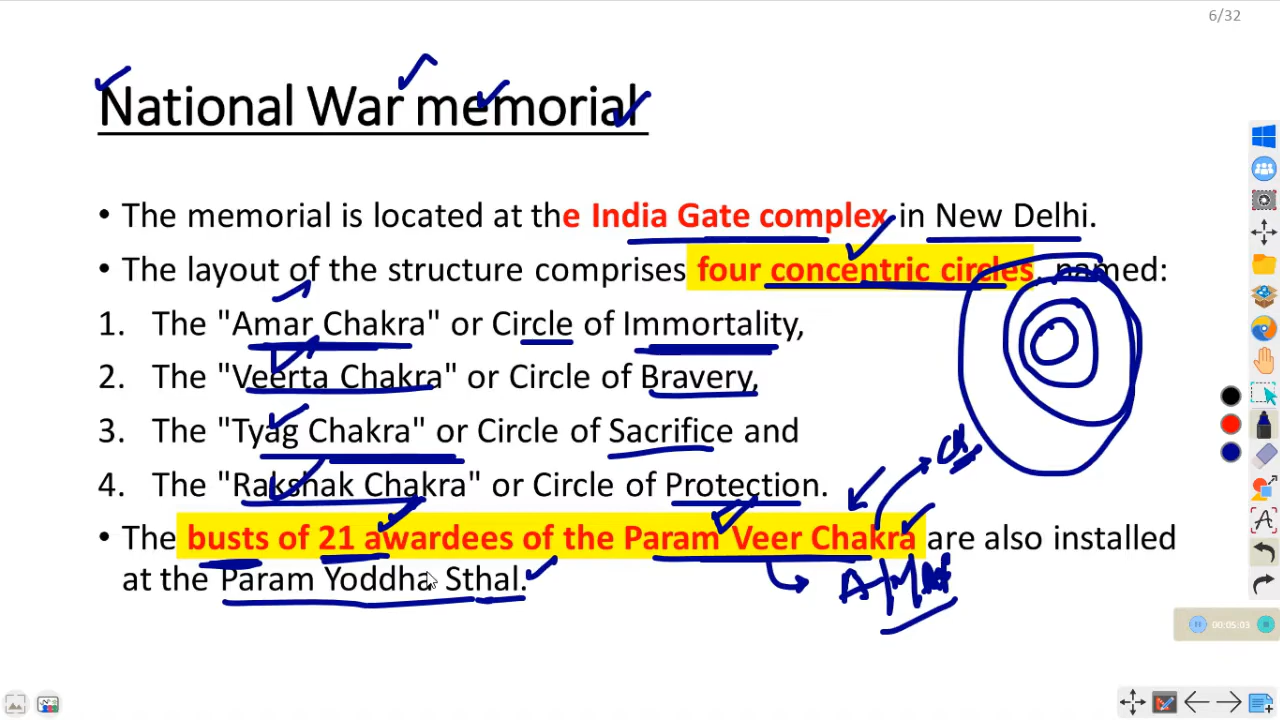 6/32
National War memorial
• The memorial is located at the India Gate complex in New Delhi.
• The layout of the structure comprises four concentric circles, named:
1. The "Amar Chakra" or Circle of Immortality,
2. The "Veerta Chakra" or Circle of Bravery,
3. The "Tyag Chakra" or Circle of Sacrifice and
4. The "Rakshak Chakra" or Circle of Protection.
• The busts of 21 awardees of the Param Veer Chakra are also installed
at the Param Yoddha Sthal.
00:05:03